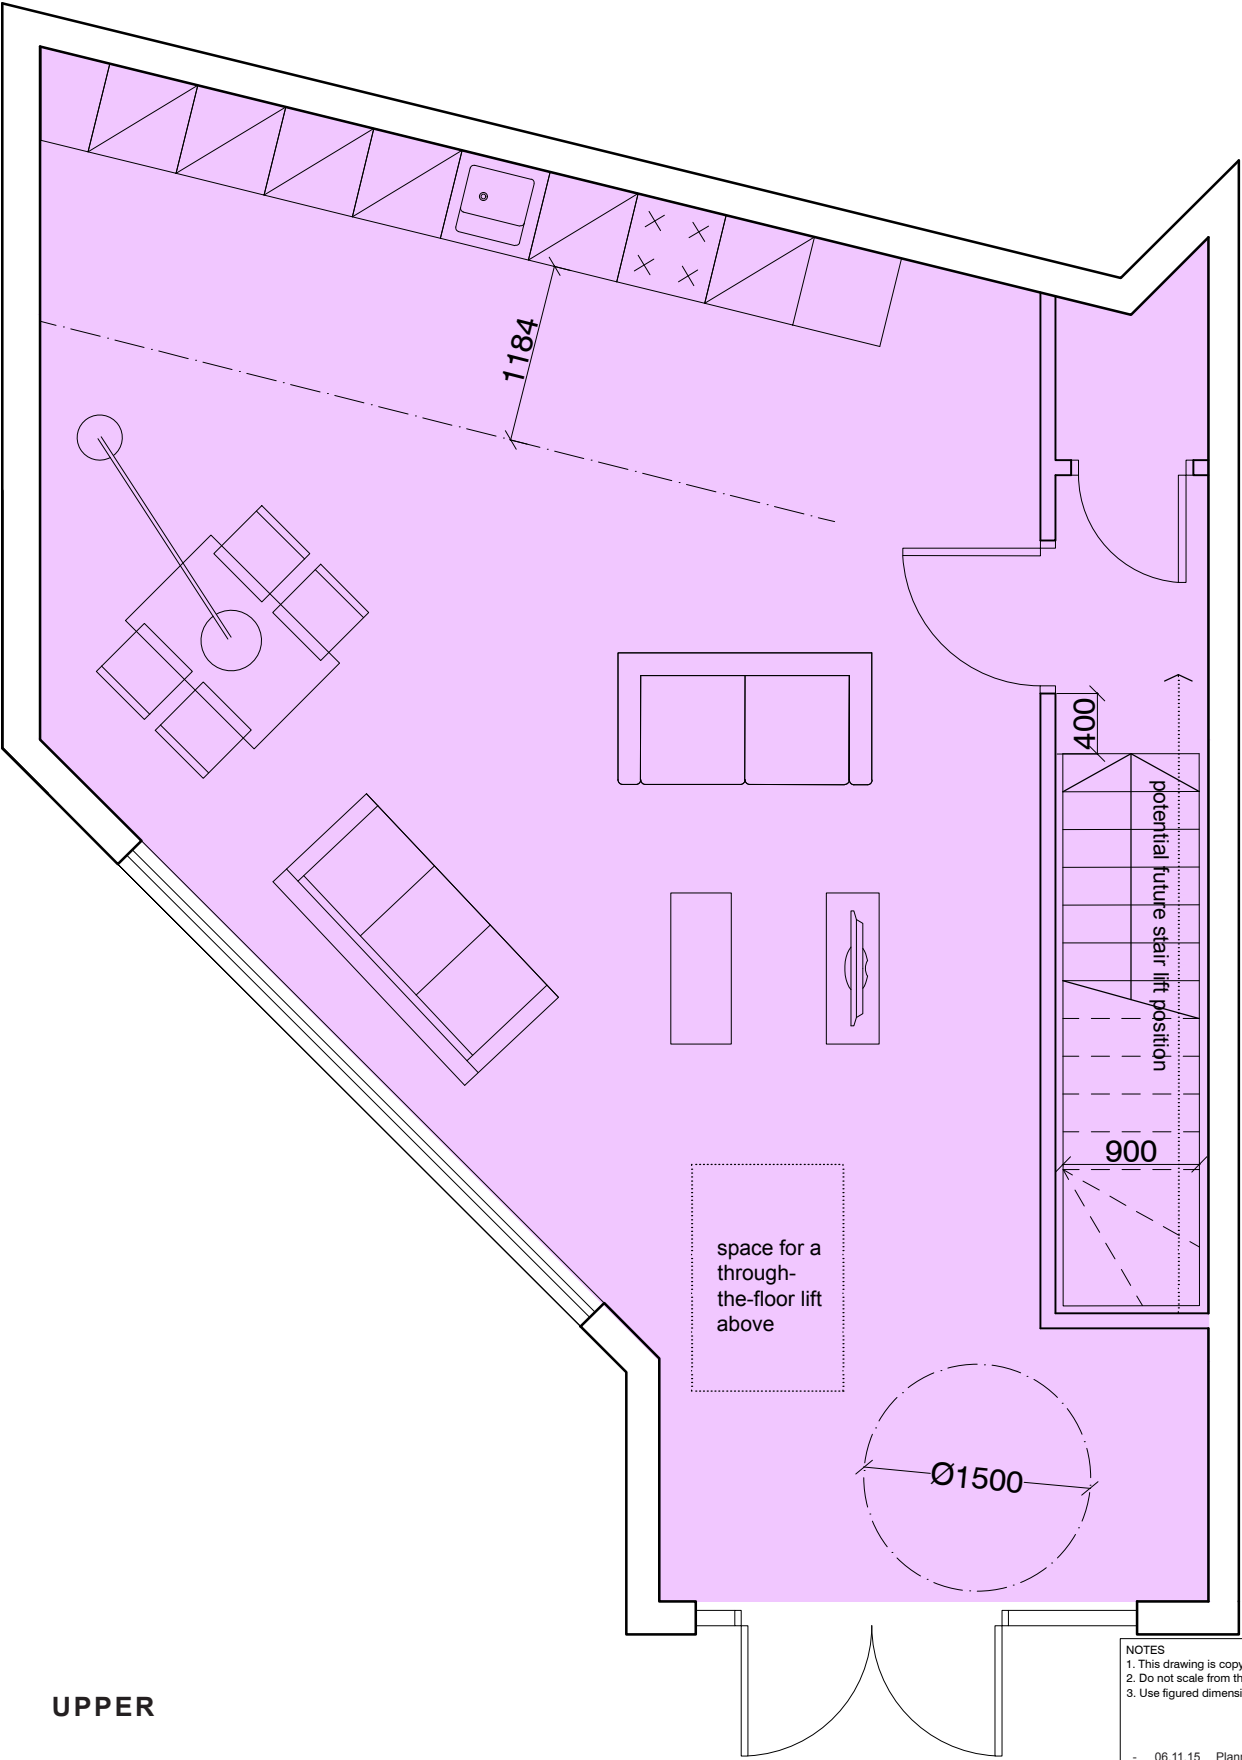 1184
400
potential future stair lift position
900
space for a
through-
the-floor lift
above
Ø1500
UPPER
NOTES
1. This drawing is copy
2. Do not scale from th
3. Use figured dimensi
- 06.11.15 Plan